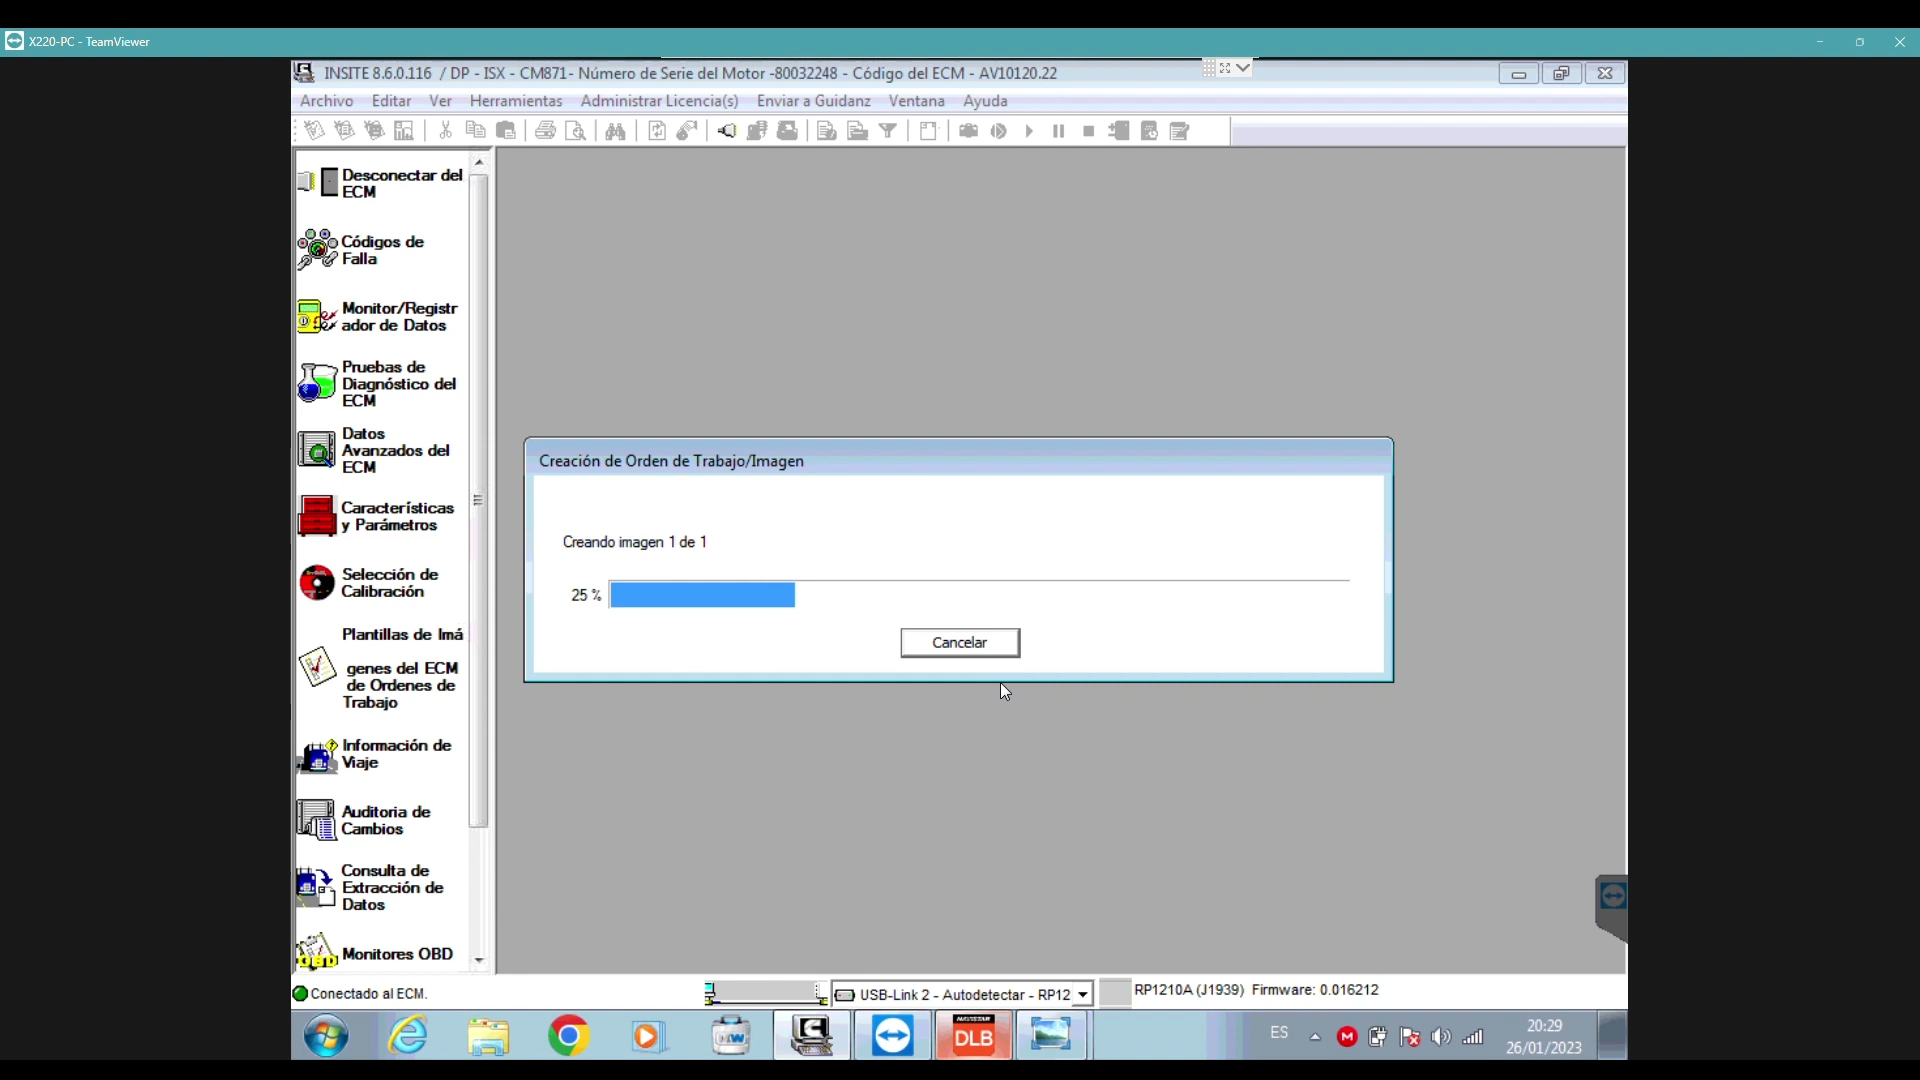 X220-PC - TeamViewer
INSITE 8.6.0.116 / DP - ISX - CM871- Número de Serie del Motor -80032248 - Código del ECM - AV10120.22
Archivo Editar Ver Herramientas Administrar Licencia(s) Enviar a Guidanz Ventana Ayuda
Desconectar del
ECM
Códigos de
Falla
Monitor/Registr
ador de Datos
Pruebas de
Diagnóstico del
ECM
Datos
Avanzados del
ECM
Características
y Parámetros
Selección de
Calibración
Plantillas de Imá
genes del ECM
de Ordenes de
Trabajo
Información de
Viaje
Auditoria de
Cambios
Consulta de
Extracción de
Datos
Monitores OBD
OBD
Creación de Orden de Trabajo/Imagen
Creando imagen 1 de 1
25 %
Cancelar
Conectado al ECM.
USB-Link 2 - Autodetectar - RP12
RP1210A (J1939) Firmware: 0.016212
NAVISTAR
DLB
ES
M
20:29
26/01/2023